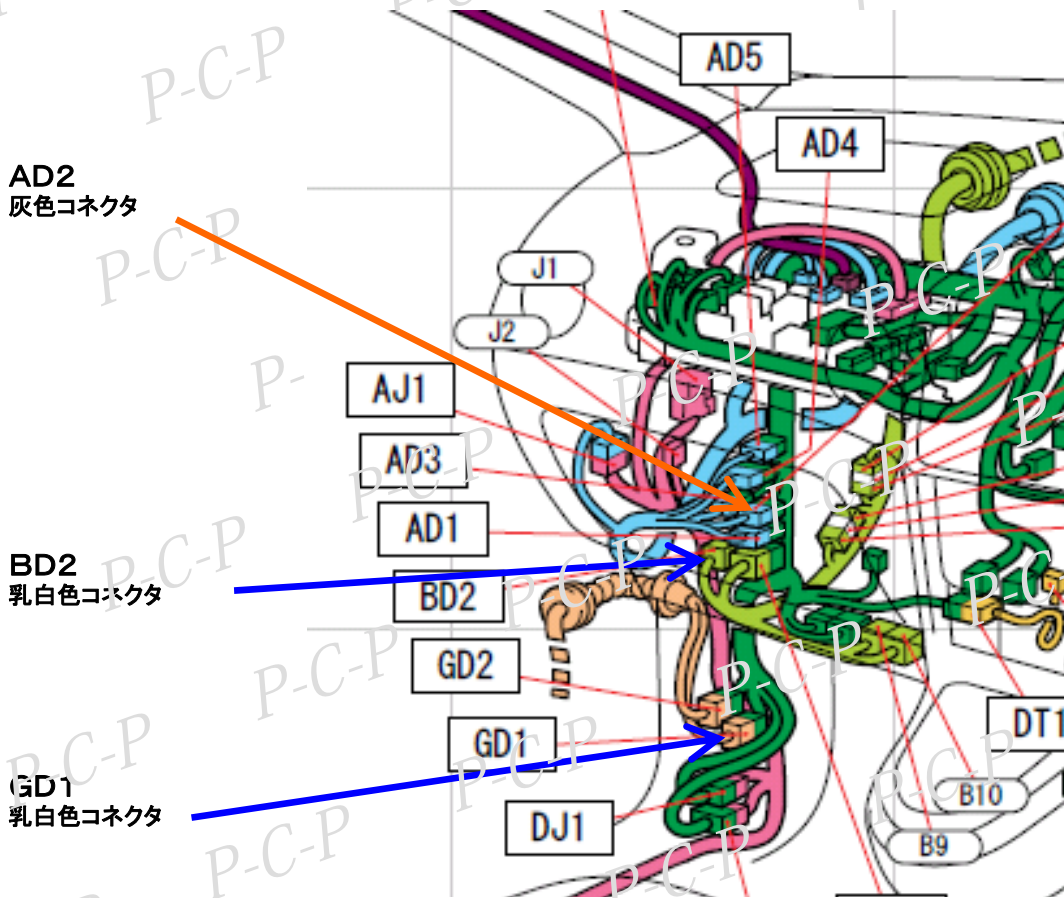 P-C-P
AD5
AD4
AD2
灰色コネクタ
P-C-P
J1
P-C-P
J2
P-
P-C-P
AJ1
P-
AD3
P-C-P
P-C-P
AD1
P-C-P
BD2
乳白色コネクタ
BD2
P-C-P
P-C-P
GD2
P-C-P
P-C-P
DT1
GD1
P-C-P
P-C-P
GD1
乳白色コネクタ
P-C-P
B10
DJ1
P-C-P
B9
P-C-P